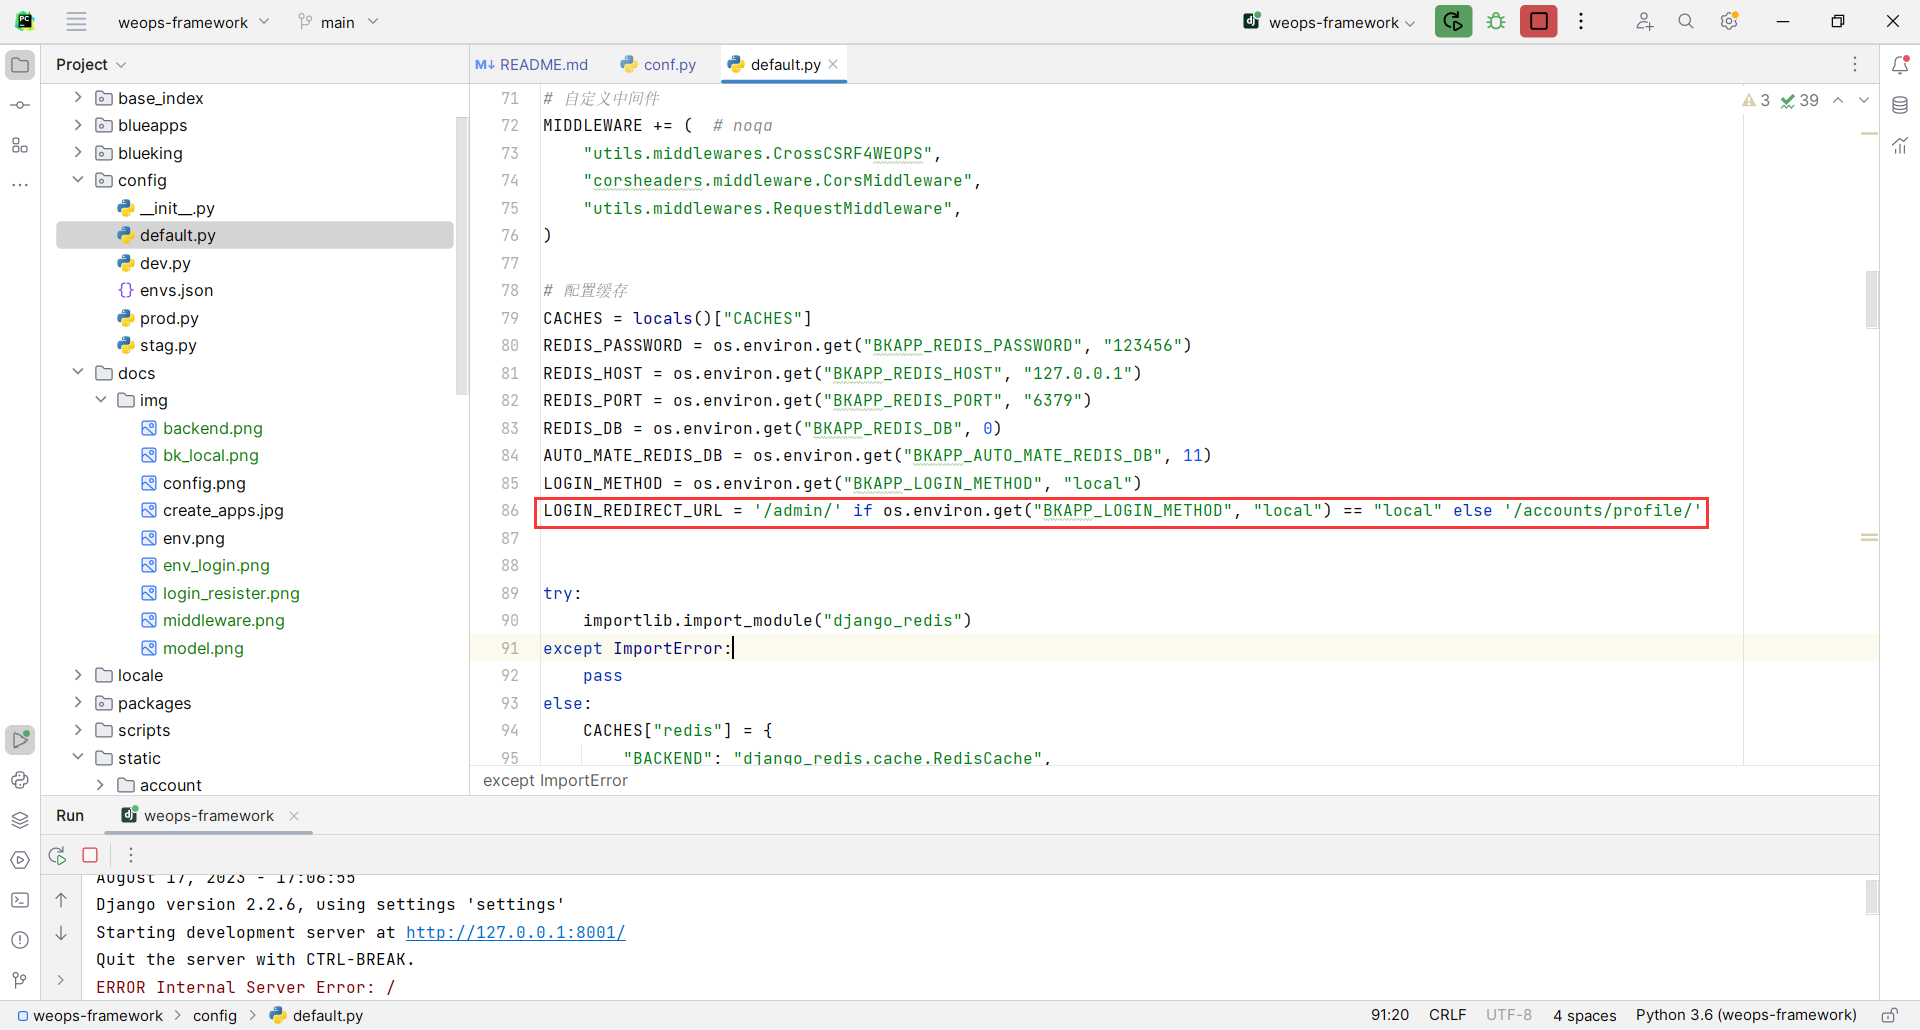 weops-framework
main
weops-framework
Project
README.md
conf.py
default.py
base_index
blueapps
blueking
config
__init__.py
default.py
dev.py
envs.json
prod.py
stag.py
docs
img
backend.png
bk_local.png
config.png
create_apps.jpg
env.png
env_login.png
login_resister.png
middleware.png
model.png
locale
packages
scripts
static
account
3 39
71 # 自定义中间件
72 MIDDLEWARE += ( # noqa
73 "utils.middlewares.CrossCSRF4WEOPS",
74 "corsheaders.middleware.CorsMiddleware",
75 "utils.middlewares.RequestMiddleware",
76 )
77
78 # 配置缓存
79 CACHES = locals()["CACHES"]
80 REDIS_PASSWORD = os.environ.get("BKAPP_REDIS_PASSWORD", "123456")
81 REDIS_HOST = os.environ.get("BKAPP_REDIS_HOST", "127.0.0.1")
82 REDIS_PORT = os.environ.get("BKAPP_REDIS_PORT", "6379")
83 REDIS_DB = os.environ.get("BKAPP_REDIS_DB", 0)
84 AUTO_MATE_REDIS_DB = os.environ.get("BKAPP_AUTO_MATE_REDIS_DB", 11)
85 LOGIN_METHOD = os.environ.get("BKAPP_LOGIN_METHOD", "local")
86 LOGIN_REDIRECT_URL = '/admin/' if os.environ.get("BKAPP_LOGIN_METHOD", "local") == "local" else '/accounts/profile/'
87
88
89 try:
90 importlib.import_module("django_redis")
91 except ImportError:
92 pass
93 else:
94 CACHES["redis"] = {
95 "BACKEND": "django_redis.cache.RedisCache",
except ImportError
Run
weops-framework
August 17, 2023 - 17:06:55
Django version 2.2.6, using settings 'settings'
Starting development server at http://127.0.0.1:8001/
Quit the server with CTRL-BREAK.
ERROR Internal Server Error: /
weops-framework > config > default.py
91:20 CRLF UTF-8 4 spaces Python 3.6 (weops-framework)